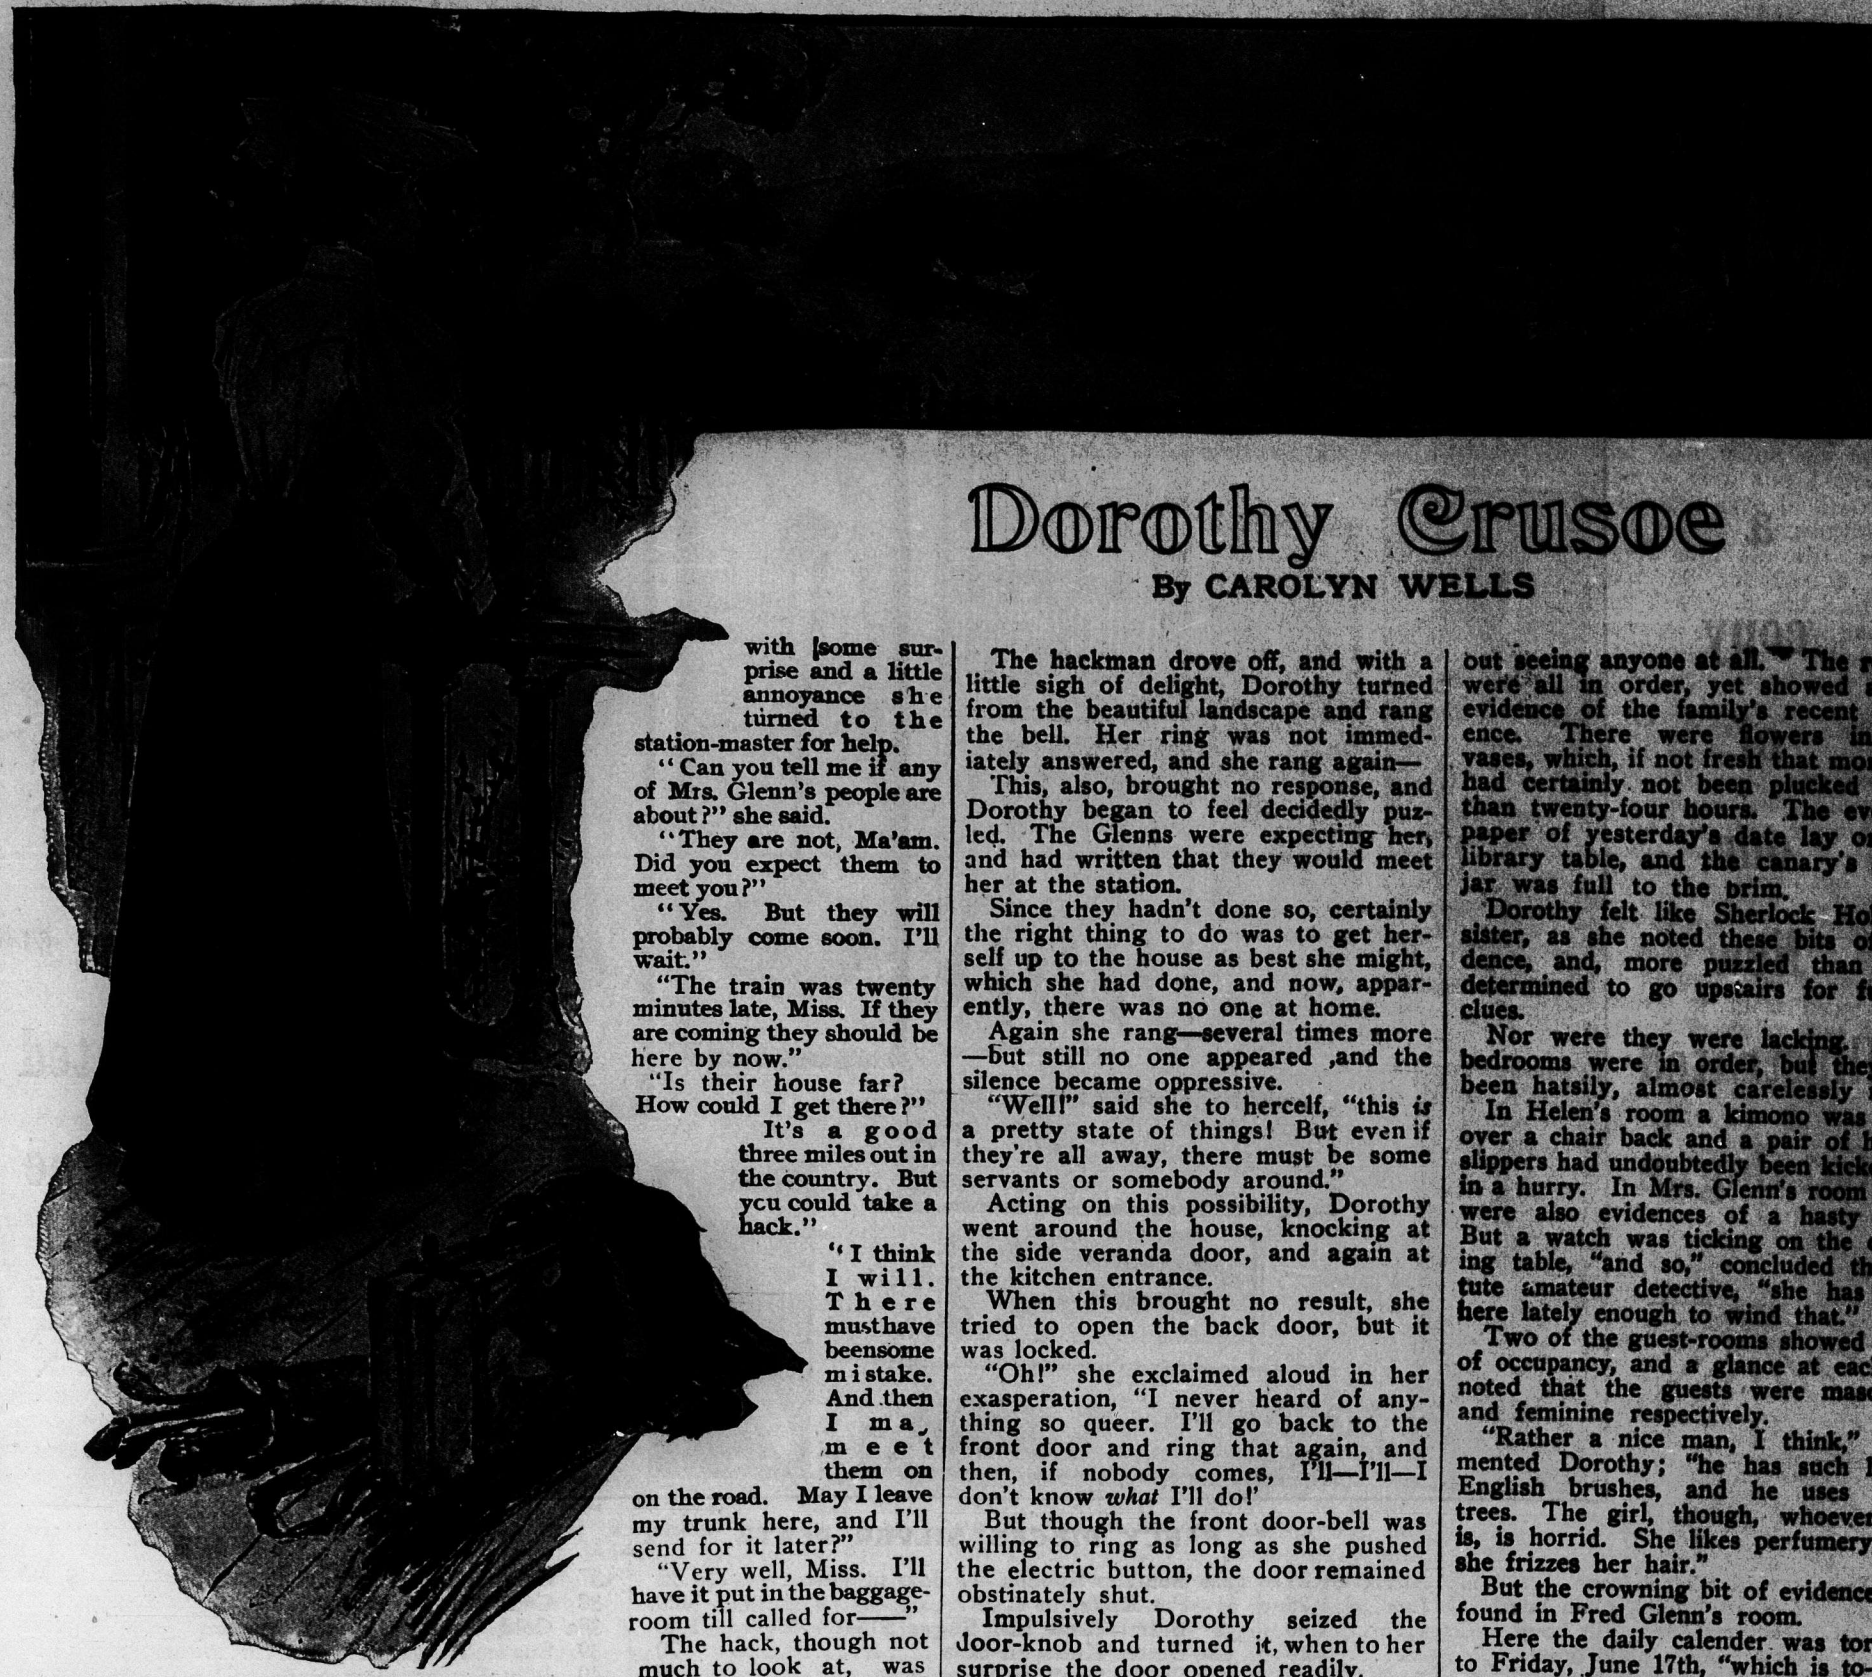 Dorothy Crusoe
By CAROLYN WELLS
with some sur-
prise and a little
annoyance she
turned to the
station-master for help.
"Can you tell me if any
of Mrs. Glenn's people are
about?" she said.
"They are not, Ma'am.
Did you expect them to
meet you?"
"Yes. But they will
probably come soon. I'll
wait."
"The train was twenty
minutes late, Miss. If they
are coming they should be
here by now."
"Is their house far?
How could I get there?"
It's a good
three miles out in
the country. But
you could take a
hack."
"I think
I will.
There
musthave
beensome
mistake.
And then
I ma
meet
them on
on the road. May I leave
my trunk here, and I'll
send for it later?"
"Very well, Miss. I'll
have it put in the baggage-
room till called for——"
The hack, though not
much to look at, was
The hackman drove off, and with a
little sigh of delight, Dorothy turned
from the beautiful landscape and rang
the bell. Her ring was not immed-
iately answered, and she rang again—
This, also, brought no response, and
Dorothy began to feel decidedly puz-
led. The Glenns were expecting her,
and had written that they would meet
her at the station.
Since they hadn't done so, certainly
the right thing to do was to get her-
self up to the house as best she might,
which she had done, and now, appar-
ently, there was no one at home.
Again she rang—several times more
—but still no one appeared ,and the
silence became oppressive.
"Well!" said she to hercelf, "this is
a pretty state of things! But even if
they're all away, there must be some
servants or somebody around."
Acting on this possibility, Dorothy
went around the house, knocking at
the side veranda door, and again at
the kitchen entrance.
When this brought no result, she
tried to open the back door, but it
was locked.
"Oh!" she exclaimed aloud in her
exasperation, "I never heard of any-
thing so queer. I'll go back to the
front door and ring that again, and
then, if nobody comes, I'll—I'll—I
don't know what I'll do!'
But though the front door-bell was
willing to ring as long as she pushed
the electric button, the door remained
obstinately shut.
Impulsively Dorothy seized the
door-knob and turned it, when to her
surprise the door opened readily.
out seeing anyone at all." The
were all in order, yet showed
evidence of the family's recent
ence. There were flowers in
vases, which, if not fresh that
had certainly not been plucked
than twenty-four hours. The
paper of yesterday's date lay
library table, and the canary's
jar was full to the brim.
Dorothy felt like Sherlock
sister, as she noted these bits
dence, and, more puzzled than
determined to go upstairs for
clues.
Nor were they were lacking.
bedrooms were in order, but
been hatsily, almost carelessly
In Helen's room a kimono was
over a chair back and a pair of
slippers had undoubtedly been
in a hurry. In Mrs. Glenn's room
were also evidences of a hasty
But a watch was ticking on the
ing table, "and so," concluded
tute amateur detective, "she has
here lately enough to wind that."
Two of the guest-rooms showed
of occupancy, and a glance at
noted that the guests were
and feminine respectively.
"Rather a nice man, I think,"
mented Dorothy; "he has such
English brushes, and he uses
trees. The girl, though, whoever
is, is horrid. She likes perfumery
she frizzes her hair."
But the crowning bit of evidence
found in Fred Glenn's room.
Here the daily calender was
to Friday, June 17th, "which is